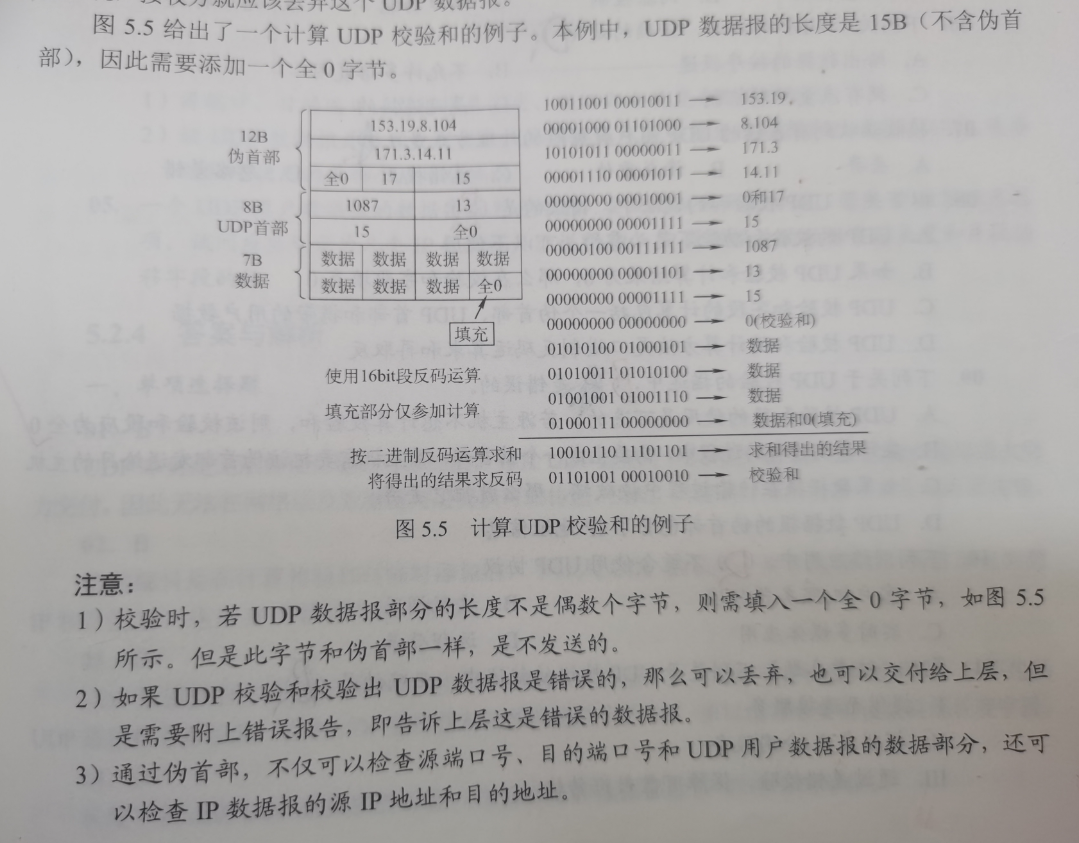 接收方就应该丢弃这个 UDP 数据报。
图 5.5 给出了一个计算 UDP 校验和的例子。本例中，UDP 数据报的长度是 15B（不含伪首
部），因此需要添加一个全 0 字节。
12B
伪首部
153.19.8.104
171.3.14.11
全0 17 15
8B
UDP首部
1087 13
15 全0
7B
数据
数据 数据 数据 数据
数据 数据 数据 全0
填充
使用16bit段反码运算
填充部分仅参加计算
10011001 00010011 → 153.19.
00001000 01101000 → 8.104
10101011 00000011 → 171.3
00001110 00001011 → 14.11
00000000 00010001 → 0和17
00000000 00001111 → 15
00000100 00111111 → 1087
00000000 00001101 → 13
00000000 00001111 → 15
00000000 00000000 → 0(校验和)
01010100 01000101 → 数据
01010011 01010100 → 数据
01001001 01001110 → 数据
01000111 00000000 → 数据和0(填充)
按二进制反码运算求和 10010110 11101101 → 求和得出的结果
将得出的结果求反码 01101001 00010010 → 校验和
图 5.5 计算 UDP 校验和的例子
注意：
1）校验时，若 UDP 数据报部分的长度不是偶数个字节，则需填入一个全 0 字节，如图 5.5
所示。但是此字节和伪首部一样，是不发送的。
2）如果 UDP 校验和校验出 UDP 数据报是错误的，那么可以丢弃，也可以交付给上层，但
是需要附上错误报告，即告诉上层这是错误的数据报。
3）通过伪首部，不仅可以检查源端口号、目的端口号和 UDP 用户数据报的数据部分，还可
以检查 IP 数据报的源 IP 地址和目的地址。